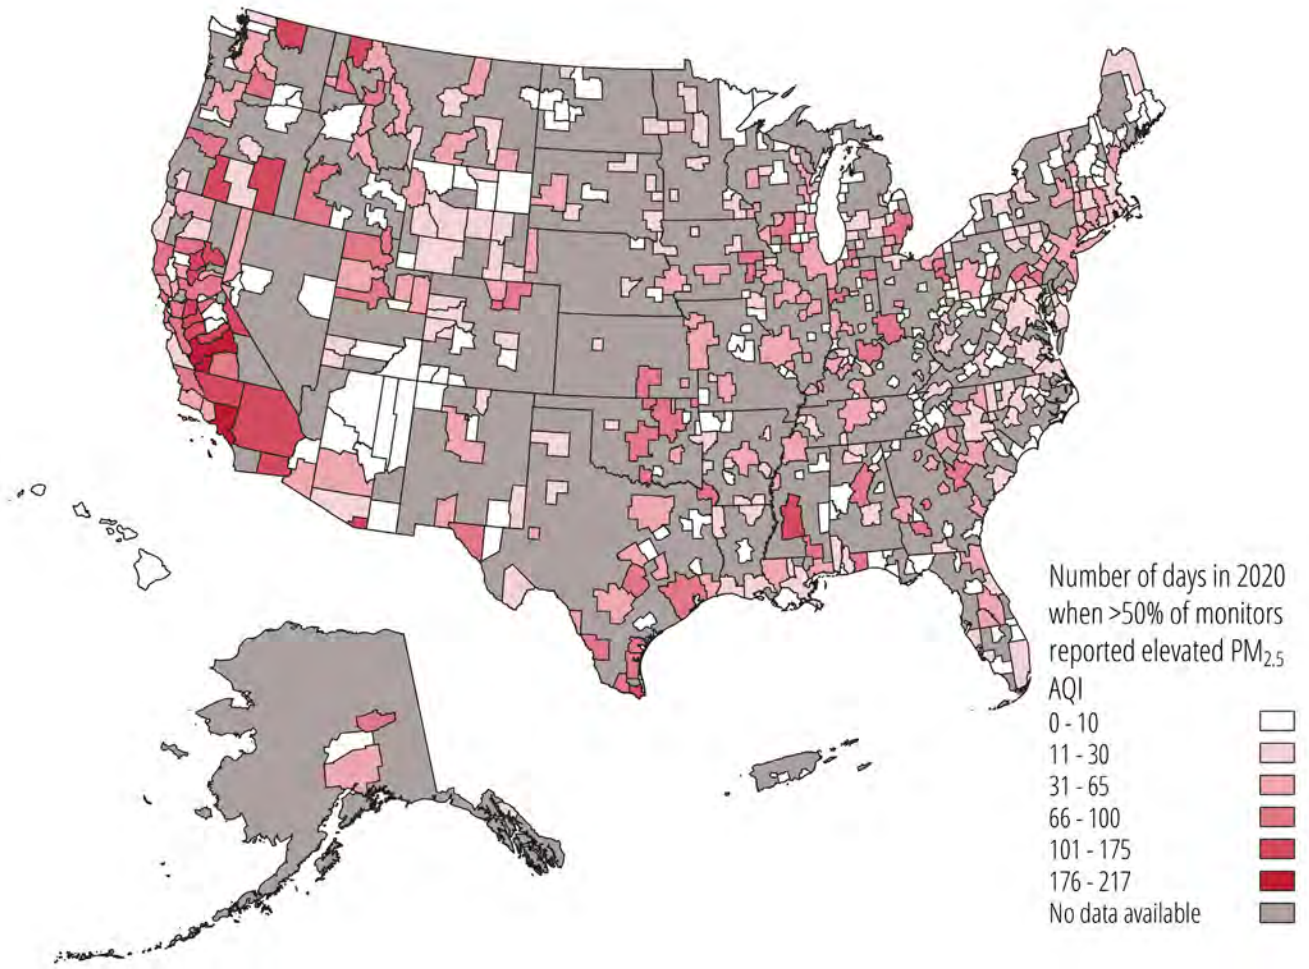 Number of days in 2020
when >50% of monitors
reported elevated PM2.5
AQI
0 - 10
11 - 30
31 - 65
66 - 100
101 - 175
176 - 217
No data available